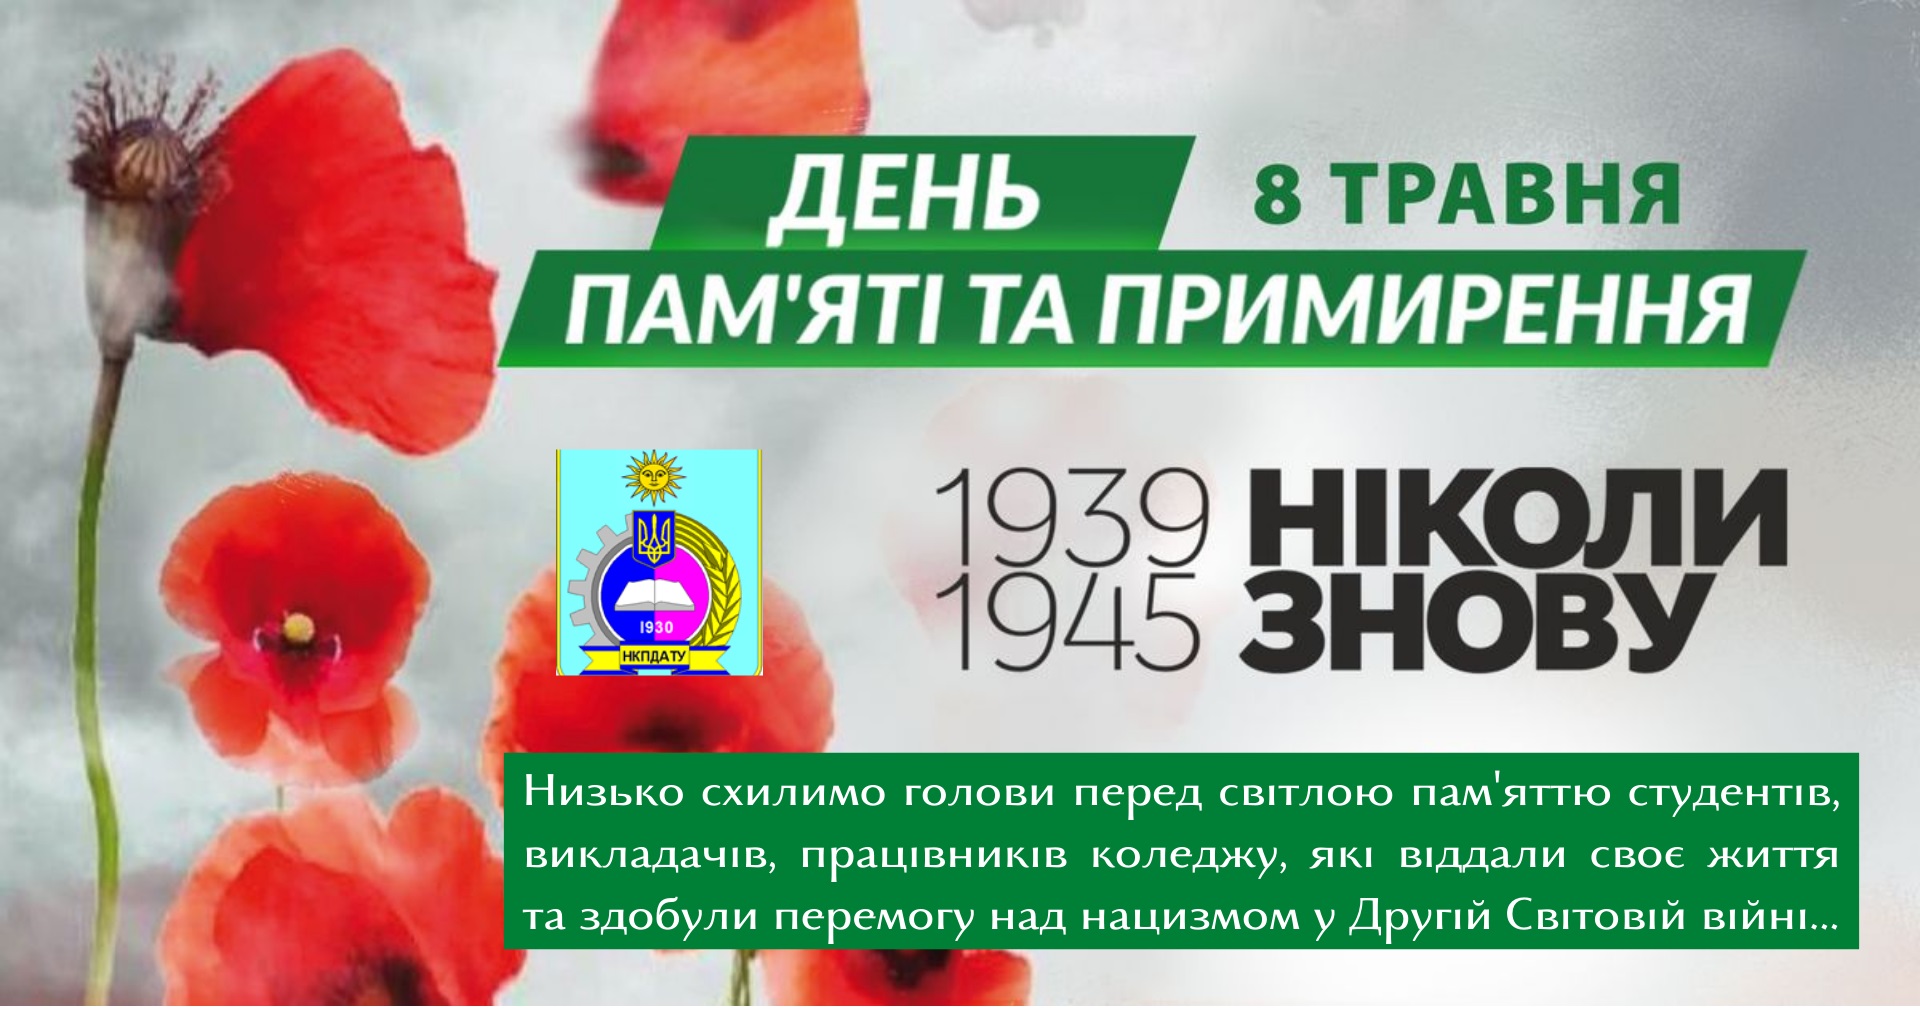 ДЕНЬ
8 ТРАВНЯ
ПАМ'ЯТІ ТА ПРИМИРЕННЯ
1939 НІКОЛИ
1945 ЗНОВУ
1930
НКПДАТУ
Низько схилимо голови перед світлою пам'яттю студентів,
викладачів, працівників коледжу, які віддали своє життя
та здобули перемогу над нацизмом у Другій Світовій війні...